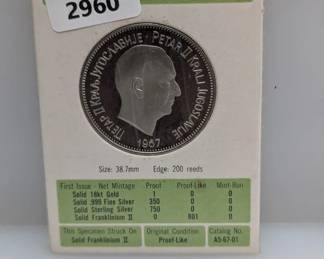 2960
ПЕТАР II КРАЉ ЈУГОСЛАВИЈЕ · PETAR II KRALJ JUGOSLAVIJE
1967
Size: 38.7mm Edge: 200 reeds
First Issue - Net Mintage Proof Proof-Like Mint-Run
Solid 18kt Gold 1 0 0
Solid .999 Fine Silver 350 0 0
Solid Sterling Silver 750 0 0
Solid Franklinium II 0 801 0
This Specimen Struck On Original Condition Catalog No.
Solid Franklinium II Proof-Like A5-67-01